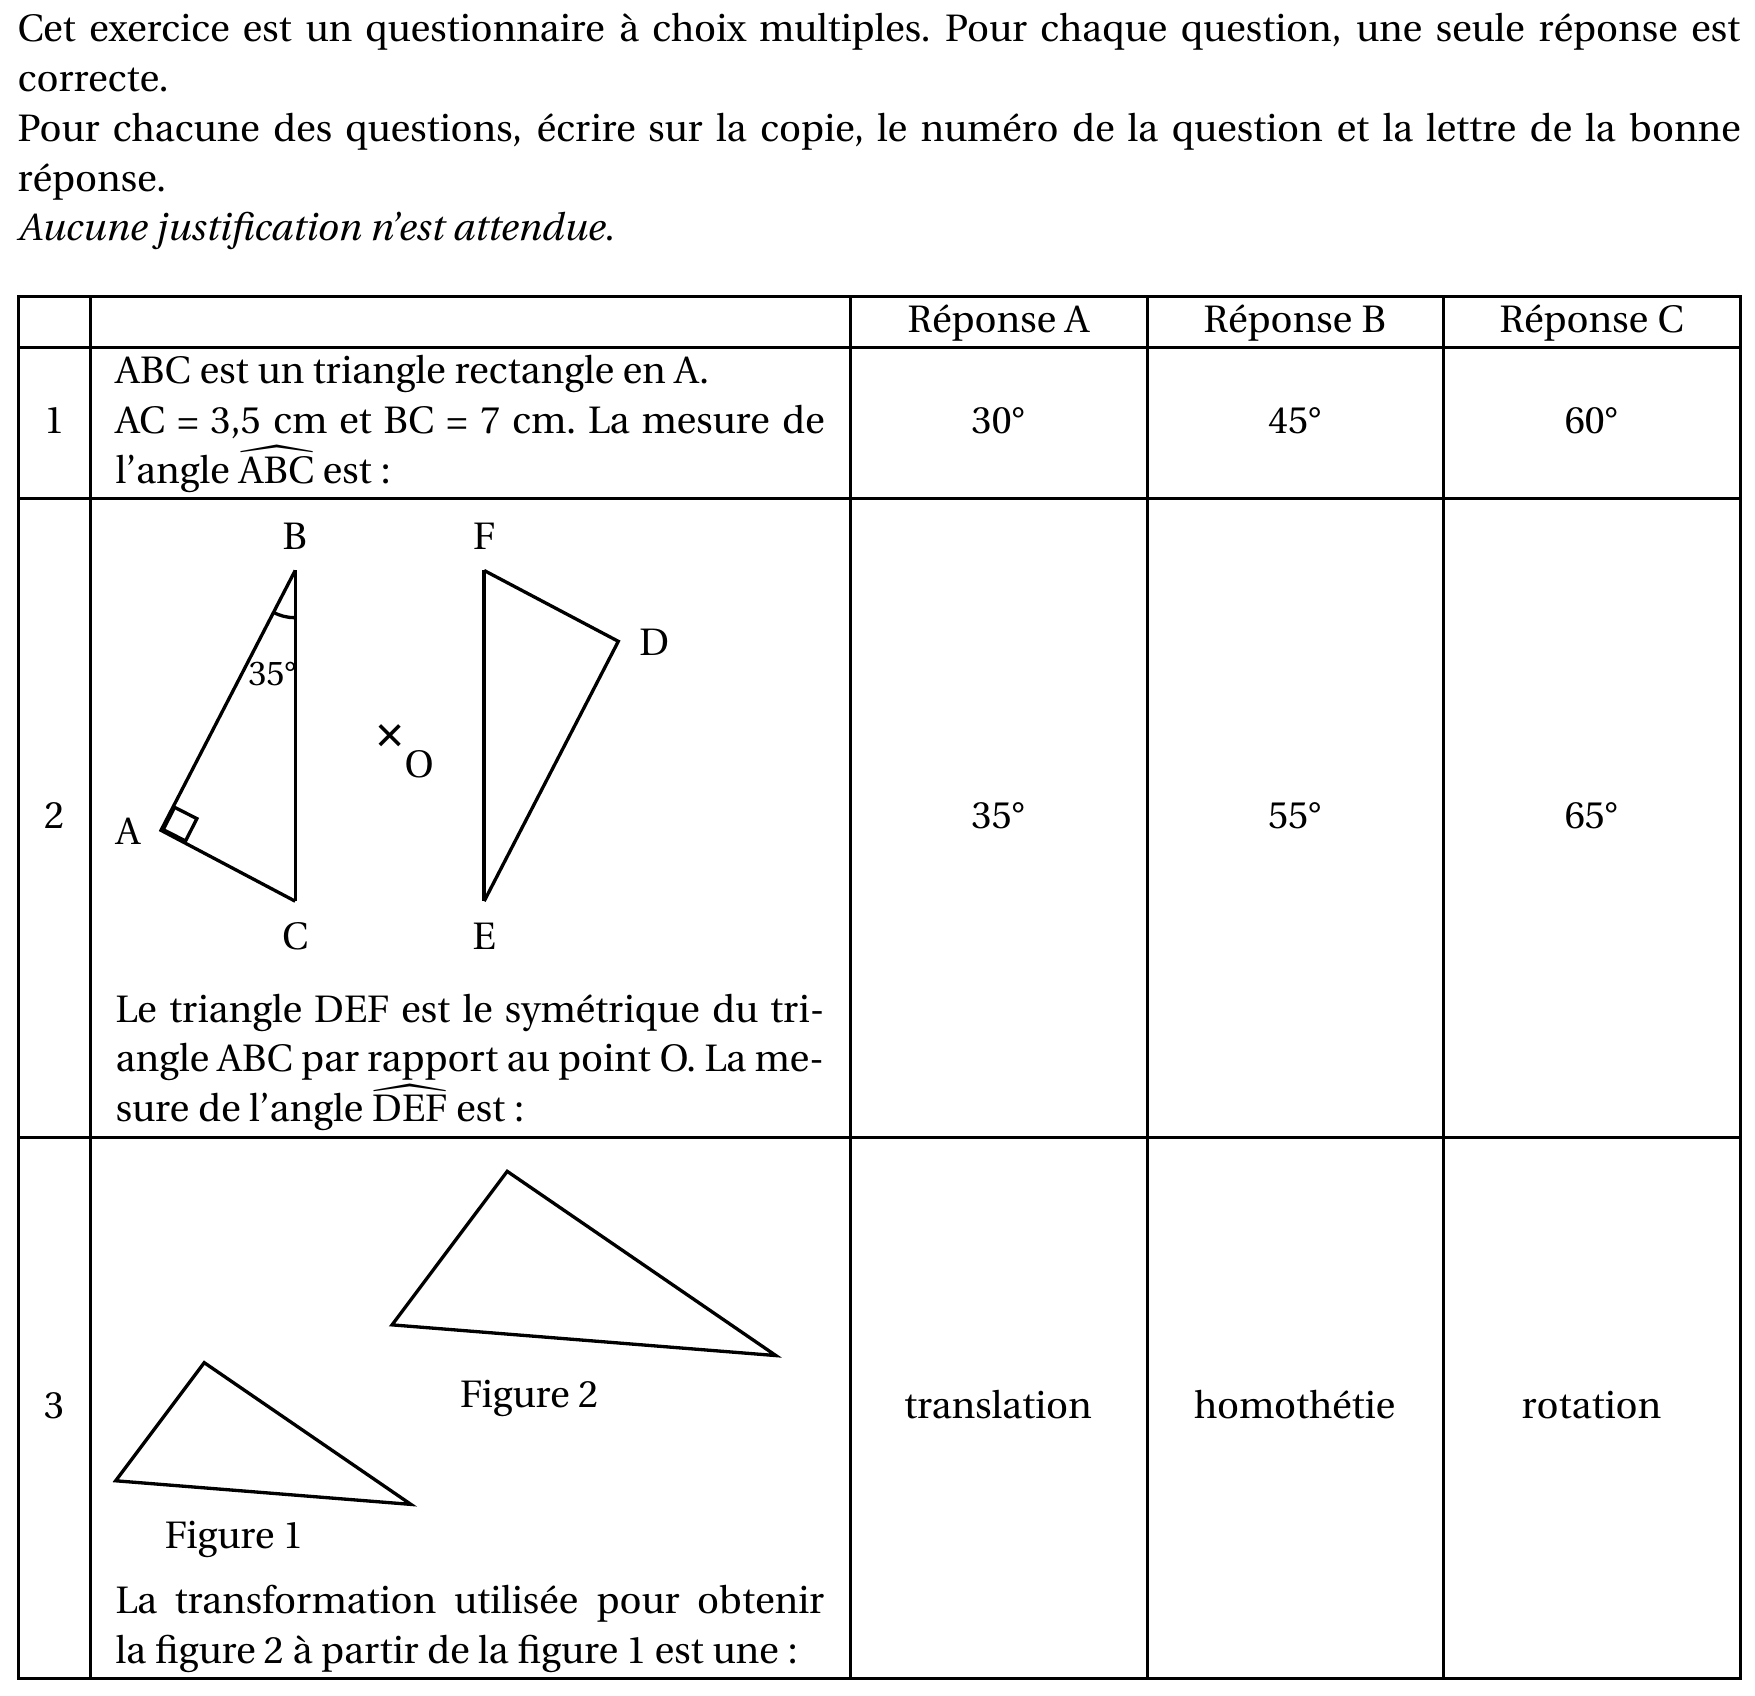 Cet exercice est un questionnaire à choix multiples. Pour chaque question, une seule réponse est
correcte.
Pour chacune des questions, écrire sur la copie, le numéro de la question et la lettre de la bonne
réponse.
Aucune justification n'est attendue.
Réponse A Réponse B Réponse C
ABC est un triangle rectangle en A.
1 AC = 3,5 cm et BC = 7 cm. La mesure de 30° 45° 60°
l'angle \widehat{ABC} est :
B F
D
35°
O
2 A 35° 55° 65°
C E
Le triangle DEF est le symétrique du tri-
angle ABC par rapport au point O. La me-
sure de l'angle \widehat{DEF} est :
Figure 2
3 translation homothétie rotation
Figure 1
La transformation utilisée pour obtenir
la figure 2 à partir de la figure 1 est une :